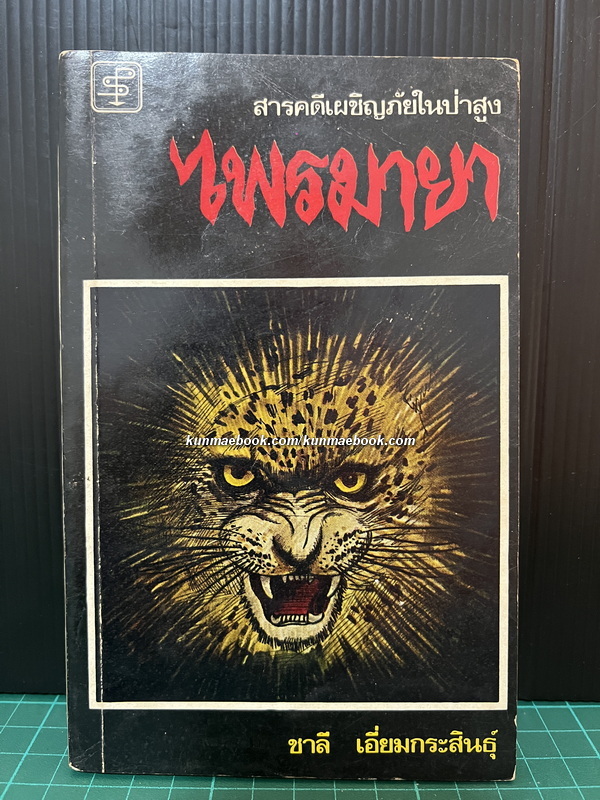 สารคดีเผชิญภัยในป่าสูง
ไพรมายา
kunmaebook.com/kunmaebook.com
ชาลี เอี่ยมกระสินธุ์